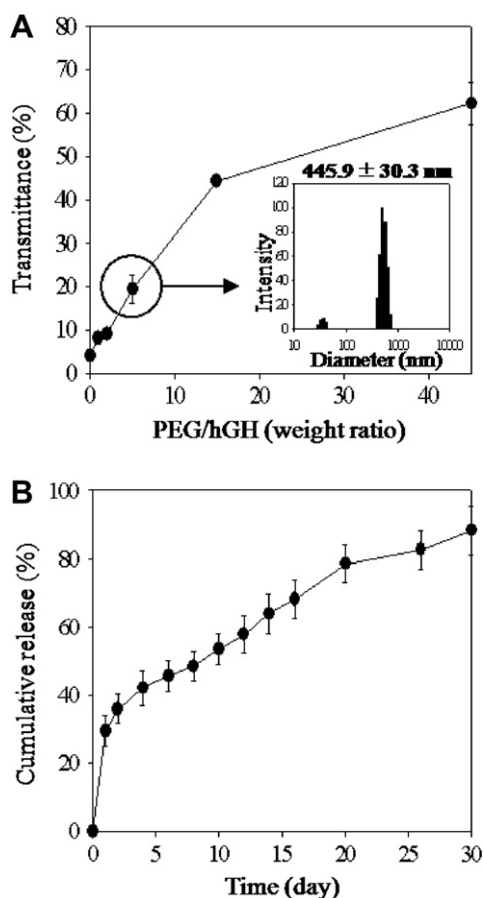 A
Transmittance (%)
80
70
60
50
40
30
20
10
0
0 10 20 30 40
PEG/hGH (weight ratio)
445.9 ± 30.3 nm
Intensity
120
100
80
60
40
20
0
10 100 1000 10000
Diameter (nm)
B
Cumulative release (%)
100
80
60
40
20
0
0 5 10 15 20 25 30
Time (day)